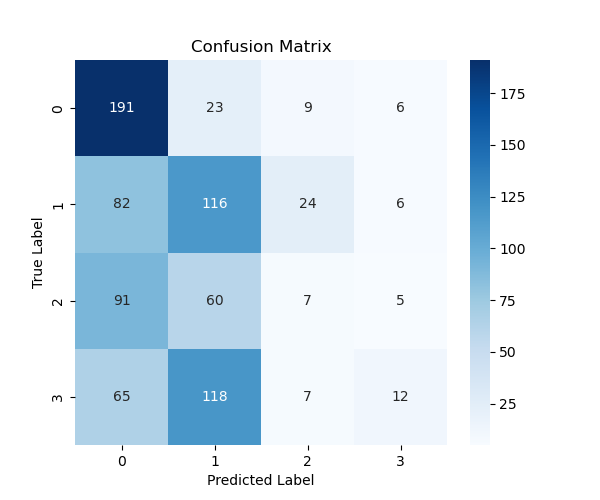 Confusion Matrix
0 191 23 9 6
1 82 116 24 6
2 91 60 7 5
3 65 118 7 12
0 1 2 3
True Label
Predicted Label
175
150
125
100
75
50
25